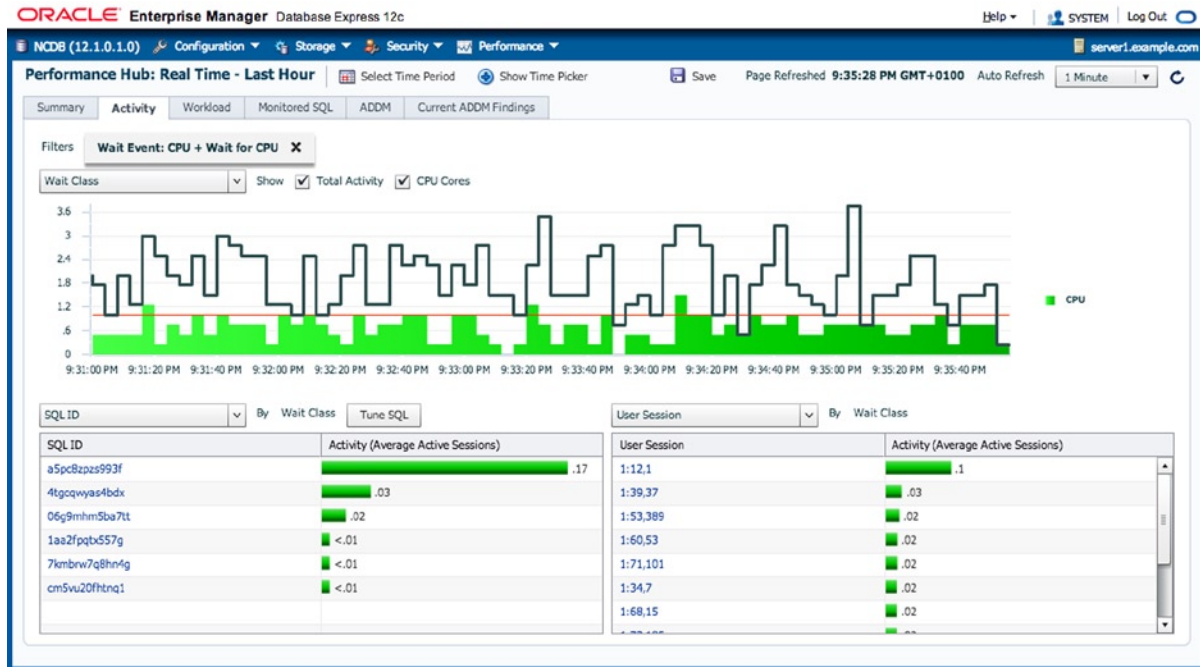 ORACLE Enterprise Manager Database Express 12c Help SYSTEM Log Out
NCDB (12.1.0.1.0) Configuration Storage Security Performance server1.example.com
Performance Hub: Real Time - Last Hour Select Time Period Show Time Picker Save Page Refreshed 9:35:28 PM GMT+0100 Auto Refresh 1 Minute
Summary Activity Workload Monitored SQL ADDM Current ADDM Findings
Filters Wait Event: CPU + Wait for CPU X
Wait Class Show Total Activity CPU Cores
3.6
3
2.4
1.8
CPU
1.2
.6
0
9:31:00 PM 9:31:20 PM 9:31:40 PM 9:32:00 PM 9:32:20 PM 9:32:40 PM 9:33:00 PM 9:33:20 PM 9:33:40 PM 9:34:00 PM 9:34:20 PM 9:34:40 PM 9:35:00 PM 9:35:20 PM 9:35:40 PM
SQL ID By Wait Class Tune SQL User Session By Wait Class
SQL ID Activity (Average Active Sessions) User Session Activity (Average Active Sessions)
a5pc8zpzs993f .17 1:12,1 .1
4tgcqwyas4bdx .03 1:39,37 .03
06g9mhm5ba7tt .02 1:53,389 .02
1aa2fpqtx557g <.01 1:60,53 .02
7kmbrw7q8hn4g <.01 1:71,101 .02
cm5vu20fhtnq1 <.01 1:34,7 .02
1:68,15 .02